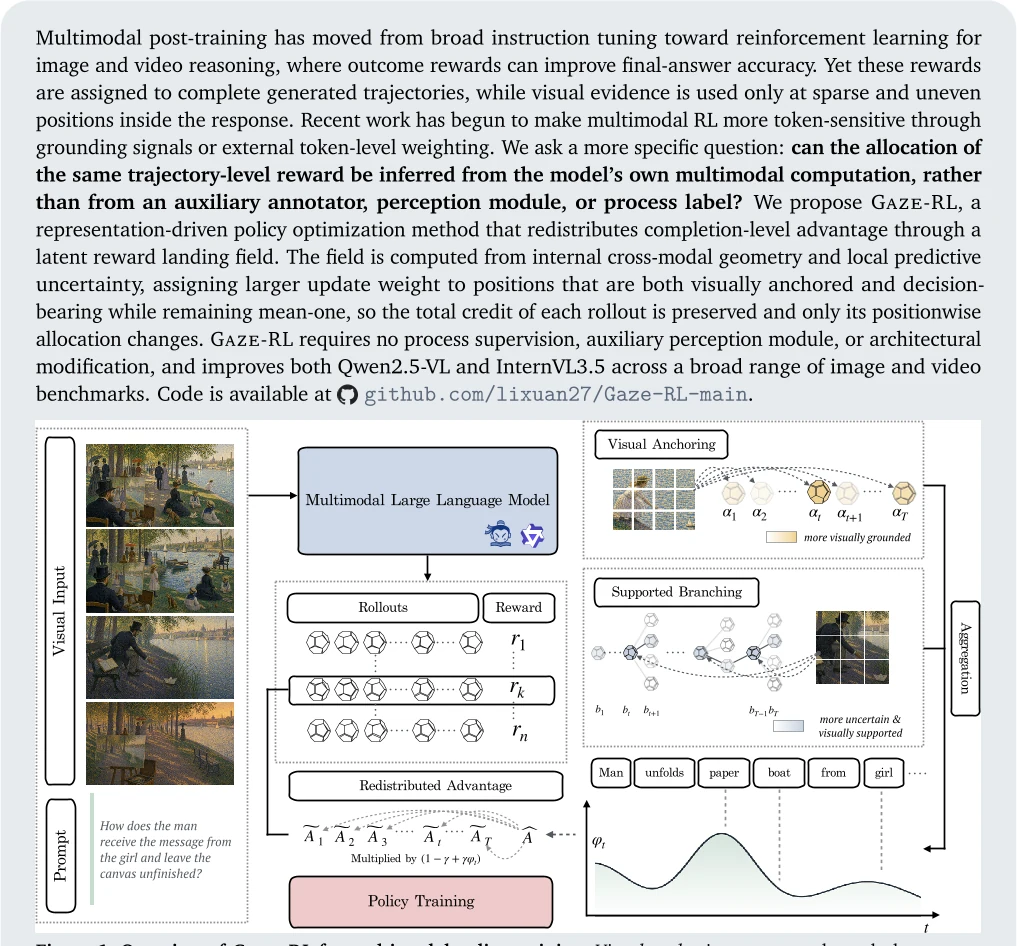 Multimodal post-training has moved from broad instruction tuning toward reinforcement learning for
image and video reasoning, where outcome rewards can improve final-answer accuracy. Yet these rewards
are assigned to complete generated trajectories, while visual evidence is used only at sparse and uneven
positions inside the response. Recent work has begun to make multimodal RL more token-sensitive through
grounding signals or external token-level weighting. We ask a more specific question: can the allocation of
the same trajectory-level reward be inferred from the model's own multimodal computation, rather
than from an auxiliary annotator, perception module, or process label? We propose GAZE-RL, a
representation-driven policy optimization method that redistributes completion-level advantage through a
latent reward landing field. The field is computed from internal cross-modal geometry and local predictive
uncertainty, assigning larger update weight to positions that are both visually anchored and decision-
bearing while remaining mean-one, so the total credit of each rollout is preserved and only its positionwise
allocation changes. GAZE-RL requires no process supervision, auxiliary perception module, or architectural
modification, and improves both Qwen2.5-VL and InternVL3.5 across a broad range of image and video
benchmarks. Code is available at github.com/lixuan27/Gaze-RL-main.
Visual Input
Prompt
How does the man
receive the message from
the girl and leave the
canvas unfinished?
Multimodal Large Language Model
Rollouts
Reward
r₁
rₖ
rₙ
Redistributed Advantage
Ã₁ Ã₂ Ã₃ ⋯ Ãₜ Ã_T Â
Multiplied by (1 − γ + γφₜ)
Policy Training
Visual Anchoring
α₁ α₂ αₜ αₜ₊₁ α_T
more visually grounded
Supported Branching
b₁ bₜ bₜ₊₁ b_T₋₁ b_T
more uncertain &
visually supported
Aggregation
Man unfolds paper boat from girl ⋯
φₜ
t